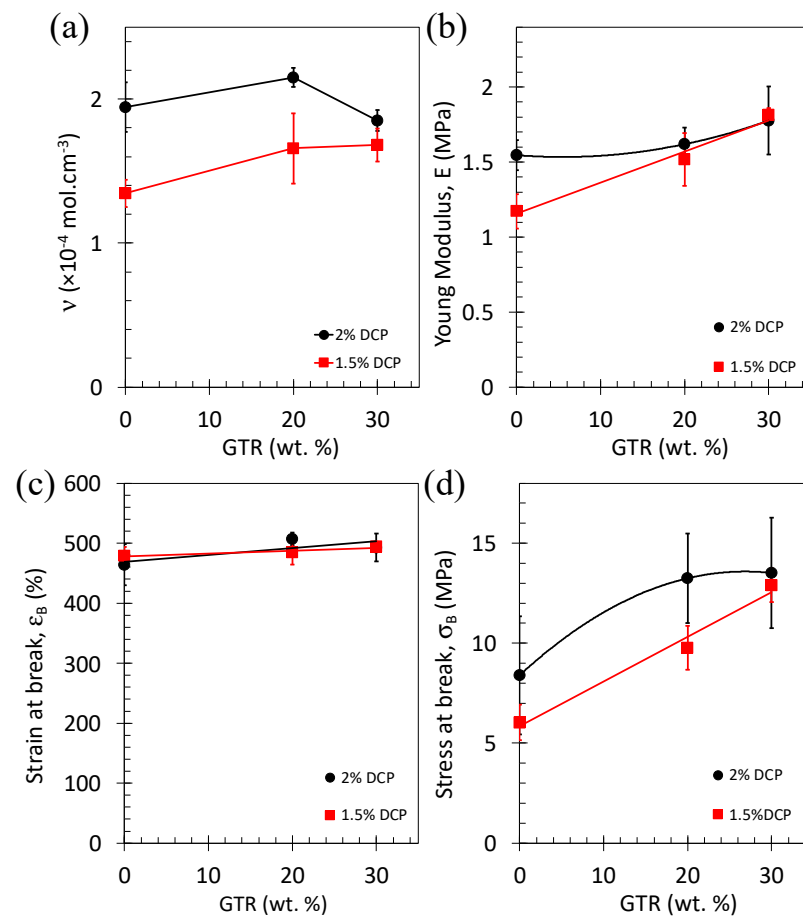 (a)
ν (×10⁻⁴ mol.cm⁻³)
2
1
0
2% DCP
1.5% DCP
0 10 20 30
GTR (wt. %)
(b)
Young Modulus, E (MPa)
2
1.5
1
0.5
0
2% DCP
1.5% DCP
0 10 20 30
GTR (wt. %)
(c)
Strain at break, εB (%)
600
500
400
300
200
100
0
2% DCP
1.5% DCP
0 10 20 30
GTR (wt. %)
(d)
Stress at break, σB (MPa)
15
10
5
0
2% DCP
1.5%DCP
0 10 20 30
GTR (wt. %)